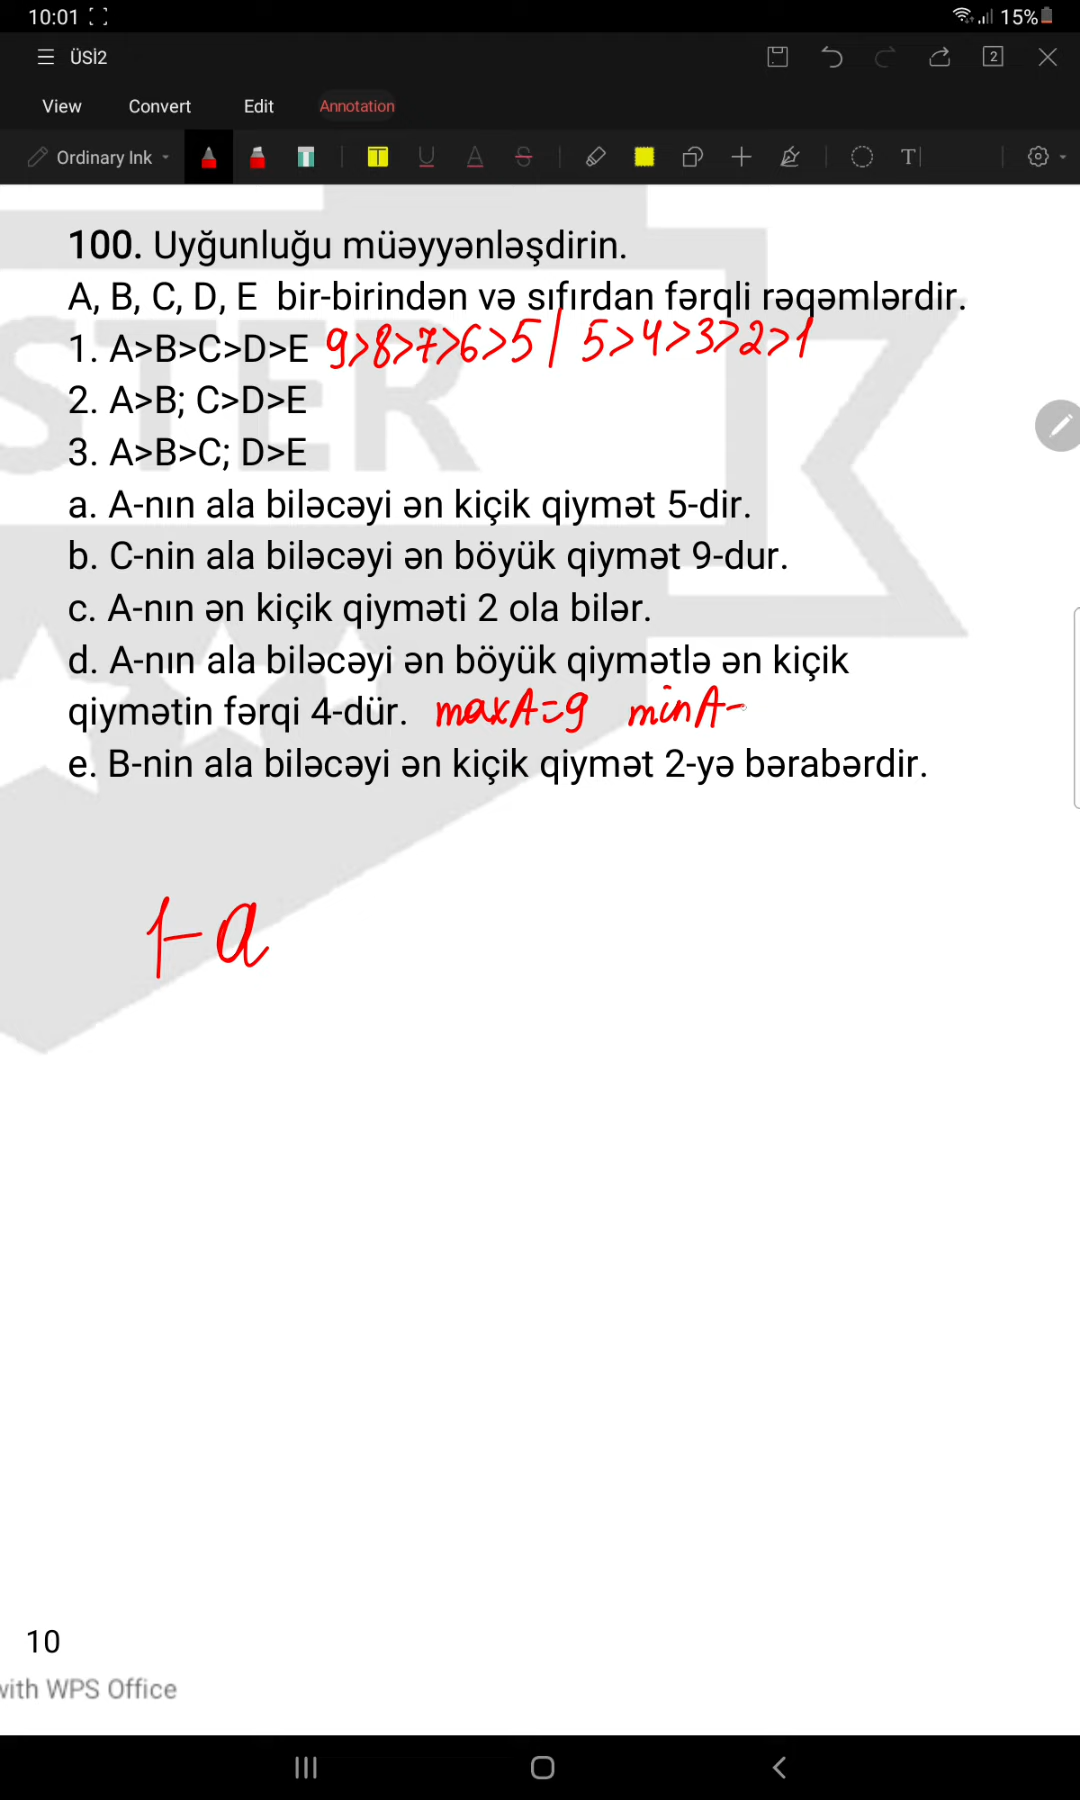 10:01 15%
ÜSİ2 2
View Convert Edit Annotation
Ordinary Ink T U A S T
100. Uyğunluğu müəyyənləşdirin.
A, B, C, D, E bir-birindən və sıfırdan fərqli rəqəmlərdir.
1. A>B>C>D>E 9>8>7>6>5 | 5>4>3>2>1
2. A>B; C>D>E
3. A>B>C; D>E
a. A-nın ala biləcəyi ən kiçik qiymət 5-dir.
b. C-nin ala biləcəyi ən böyük qiymət 9-dur.
c. A-nın ən kiçik qiyməti 2 ola bilər.
d. A-nın ala biləcəyi ən böyük qiymətlə ən kiçik
qiymətin fərqi 4-dür. maxA=9 minA-
e. B-nin ala biləcəyi ən kiçik qiymət 2-yə bərabərdir.
1-a
10
with WPS Office
STER